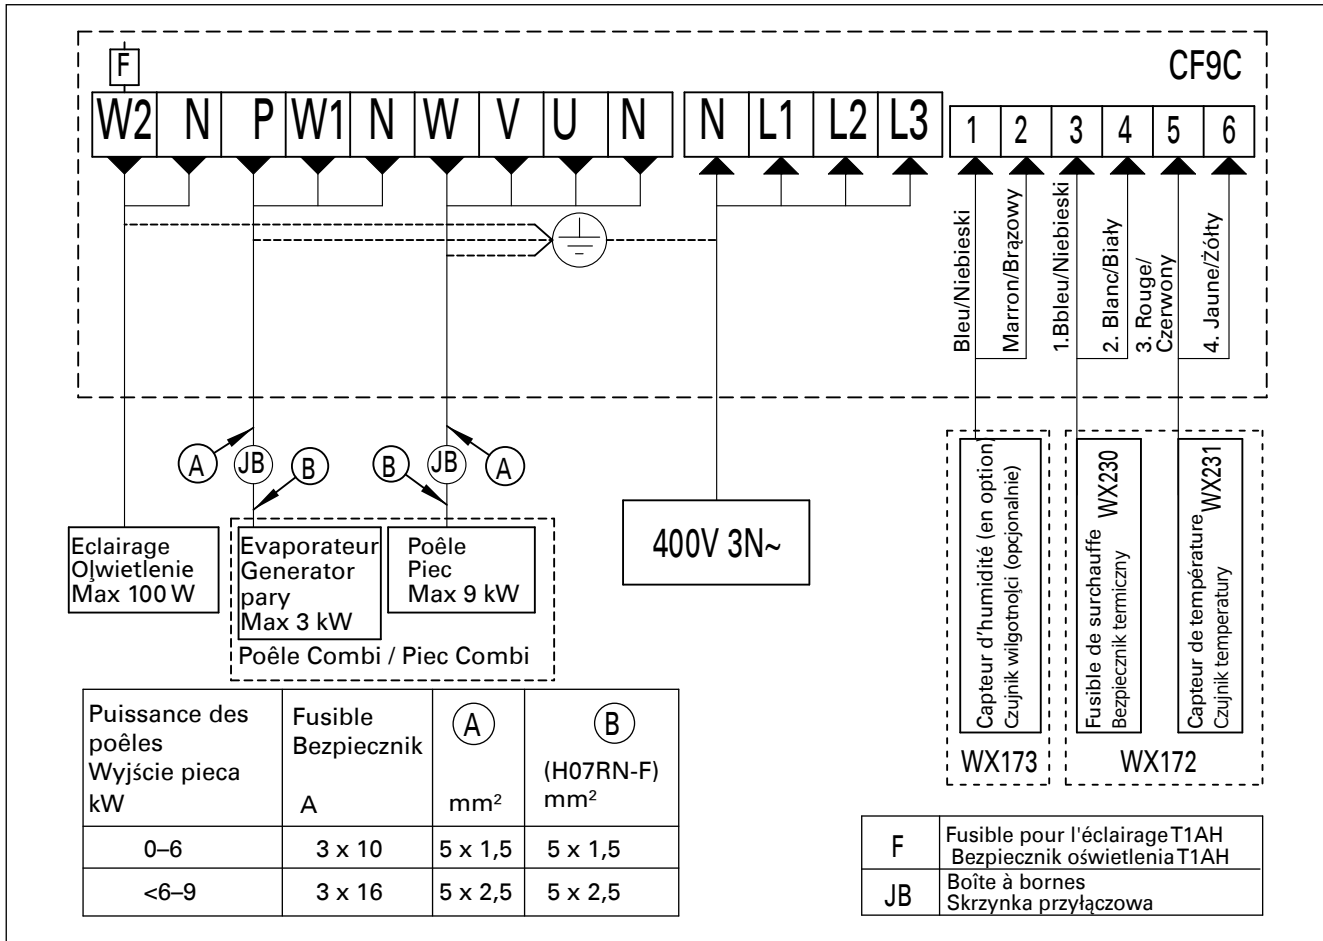 F
CF9C
W2 N P W1 N W V U N
N L1 L2 L3
1 2 3 4 5 6
Bleu/Niebieski
Marron/Brązowy
1.Bbleu/Niebieski
2. Blanc/Biały
3. Rouge/
Czerwony
4. Jaune/Żółty
A JB B
B JB A
Eclairage
Oļwietlenie
Max 100 W
Evaporateur
Generator
pary
Max 3 kW
Poêle
Piec
Max 9 kW
Poêle Combi / Piec Combi
400V 3N~
Capteur d'humidité (en option)
Czujnik wilgotnoļci (opcjonalnie)
WX173
Fusible de surchauffe
Bezpiecznik termiczny
WX230
Capteur de température
Czujnik temperatury
WX231
WX172
Puissance des
poêles
Wyjście pieca
kW
Fusible
Bezpiecznik
A
A
mm²
B
(H07RN-F)
mm²
0–6 3 x 10 5 x 1,5 5 x 1,5
<6–9 3 x 16 5 x 2,5 5 x 2,5
F Fusible pour l'éclairage T1AH
Bezpiecznik oświetlenia T1AH
JB Boîte à bornes
Skrzynka przyłączowa